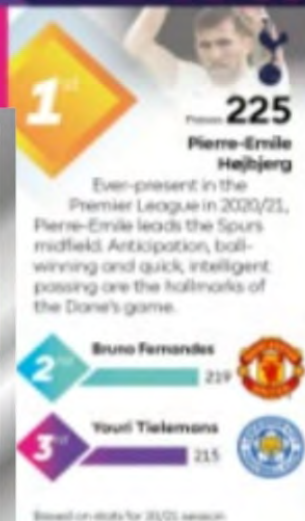 1st
225
Pierre-Emile
Højbjerg
Ever-present in the
Premier League in 2020/21,
Pierre-Emile leads the Spurs
midfield. Anticipation, ball-
winning and quick, intelligent
passing are the hallmarks of
the Dane's game.
2nd
Bruno Fernandes
219
3rd
Youri Tielemans
215
Based on stats for 20/21 season